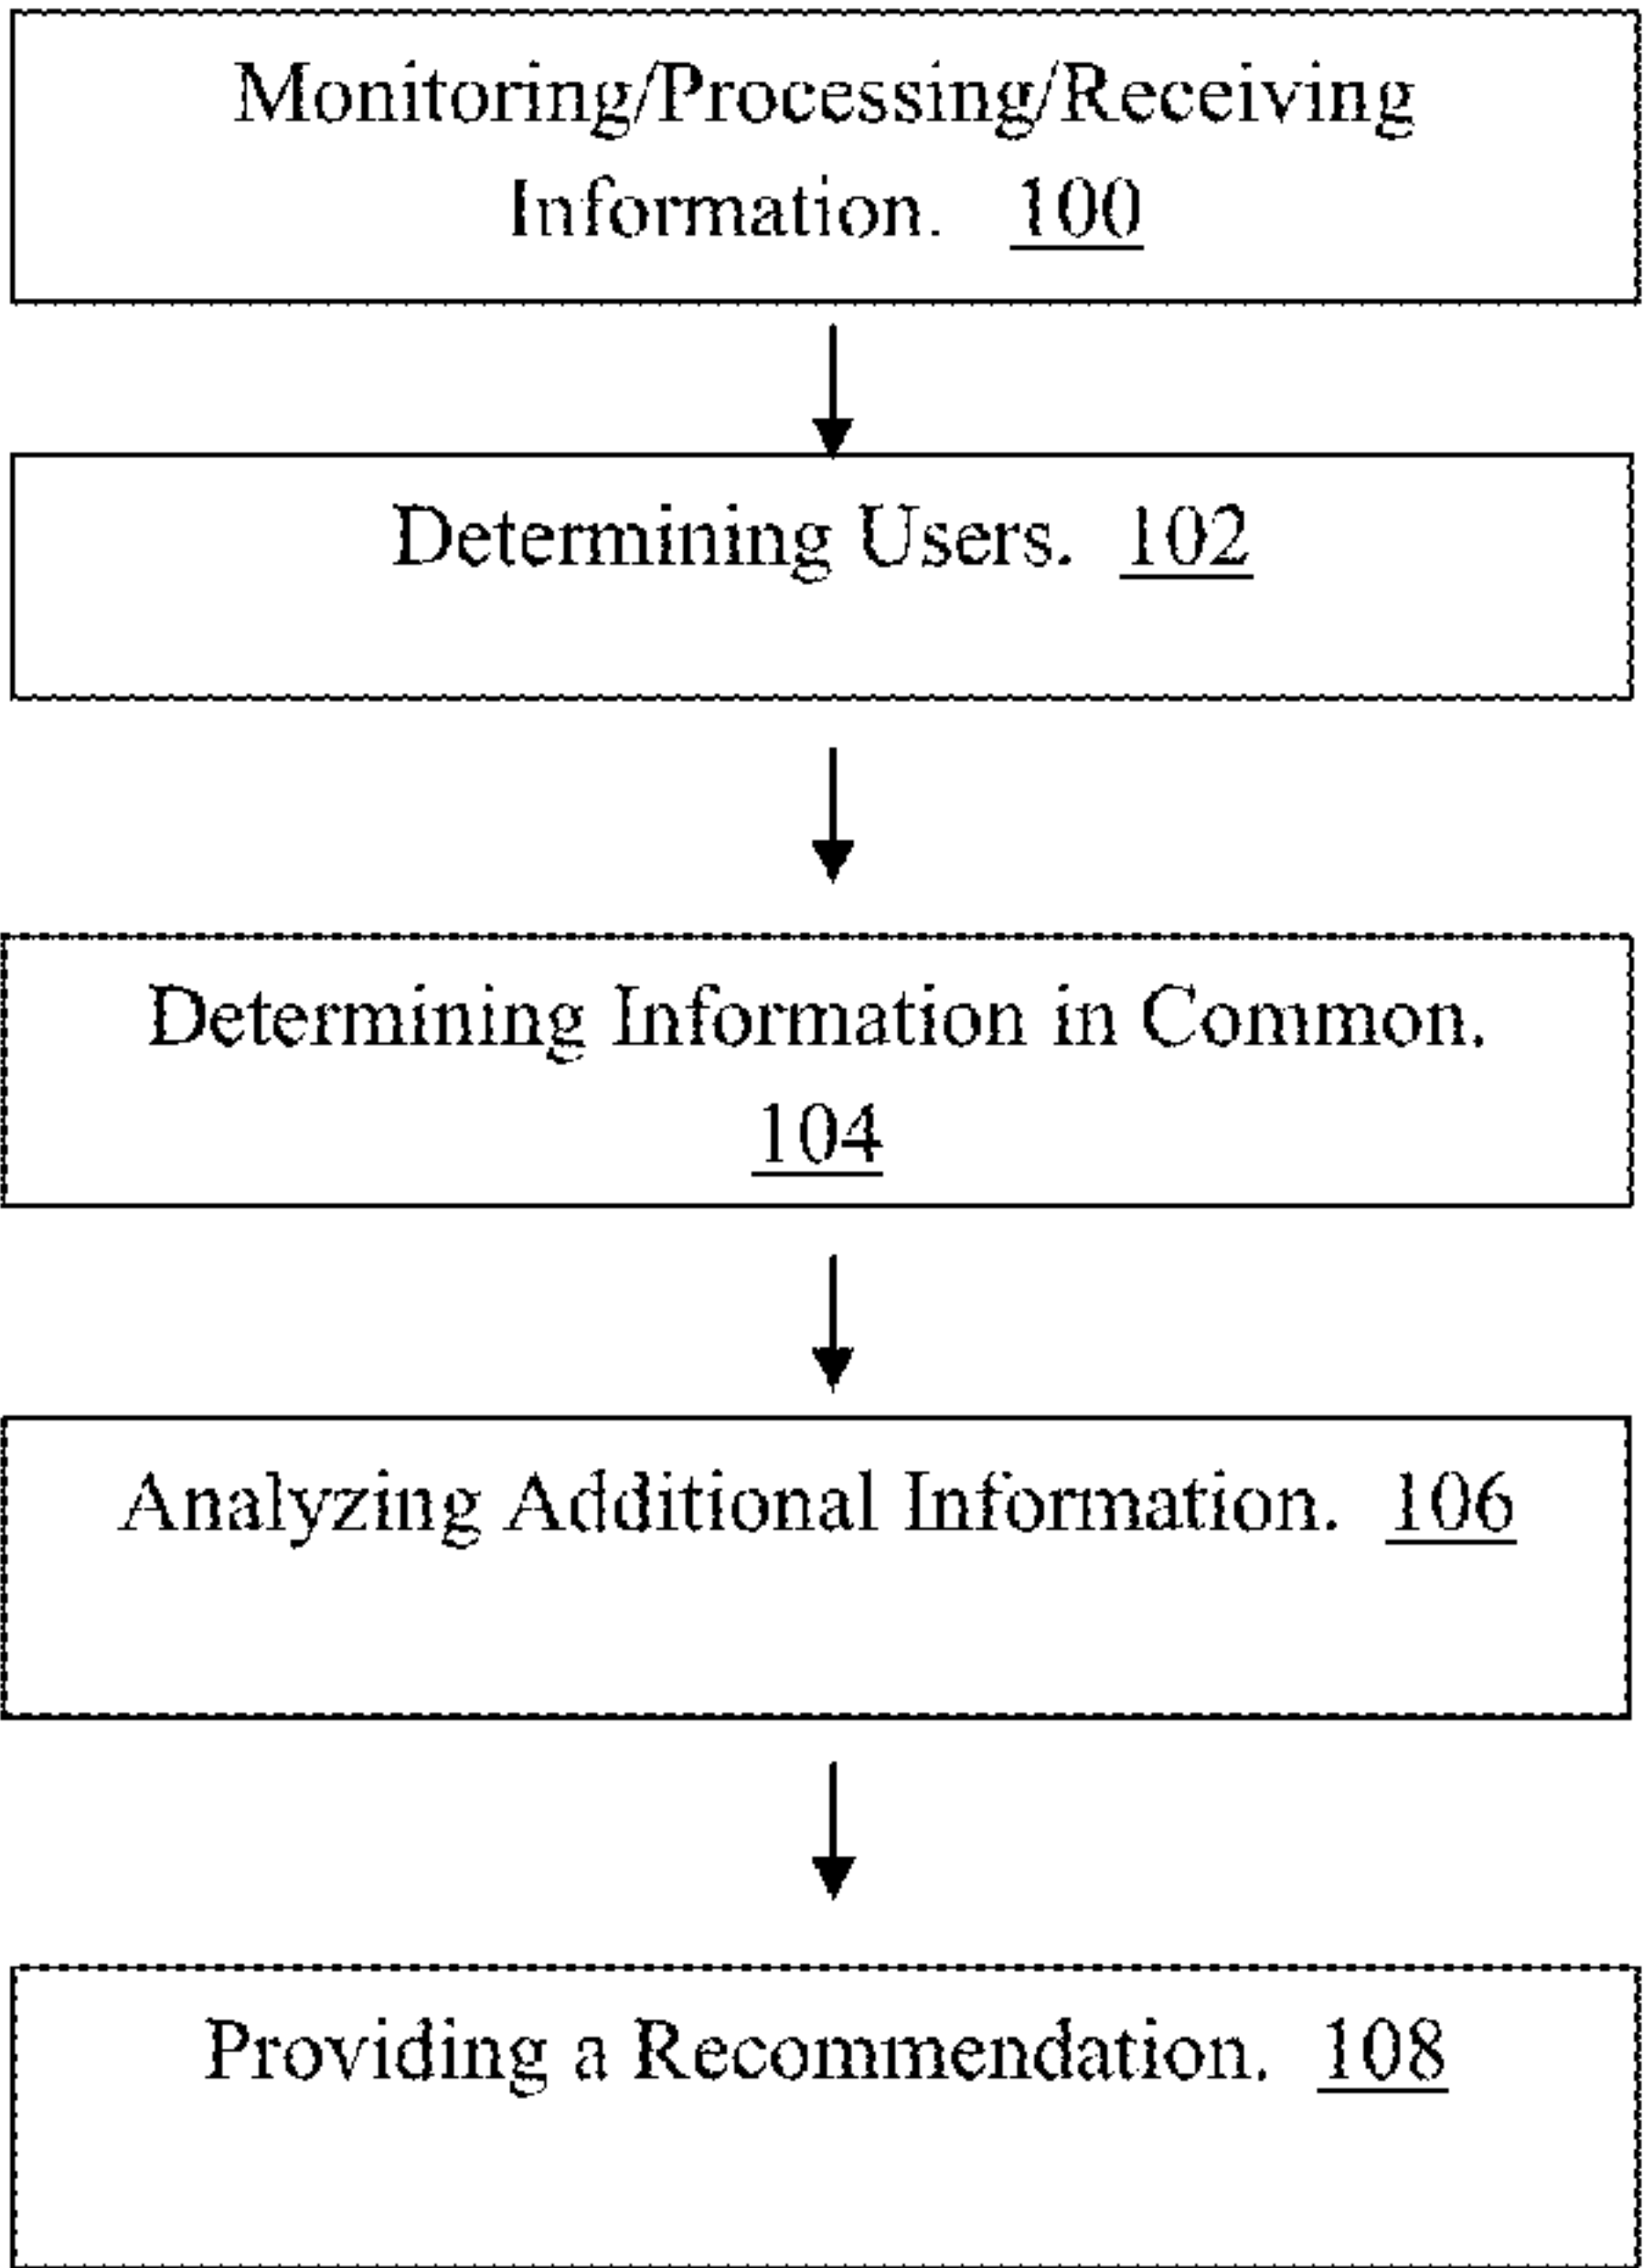 Monitoring/Processing/Receiving
Information. 100
Determining Users. 102
Determining Information in Common.
104
Analyzing Additional Information. 106
Providing a Recommendation. 108